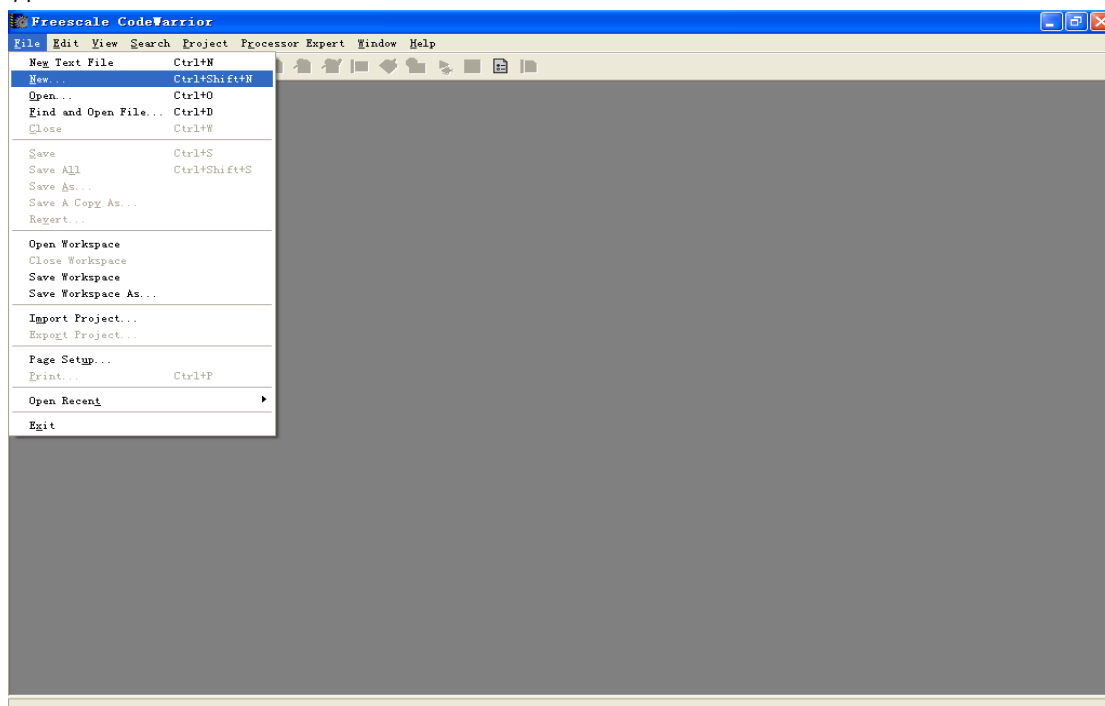 Freescale CodeWarrior
File Edit View Search Project Processor Expert Window Help
New Text File Ctrl+N
New... Ctrl+Shift+N
Open... Ctrl+O
Find and Open File... Ctrl+D
Close Ctrl+W
Save Ctrl+S
Save All Ctrl+Shift+S
Save As...
Save A Copy As...
Revert...
Open Workspace
Close Workspace
Save Workspace
Save Workspace As...
Import Project...
Export Project...
Page Setup...
Print... Ctrl+P
Open Recent
Exit